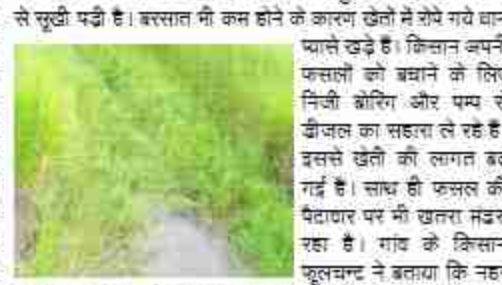 से सूखी पड़ी है। बरसात भी कम होने के कारण खेतों में रोपे गये धान
प्यासे खड़े हैं। किसान अपनी
फसलों को बचाने के लिए
निजी बोरिंग और पम्प
डीजल का सहारा ले रहे हैं
इससे खेती की लागत बढ़
गई है। साथ ही फसल की
पैदावार पर भी खतरा मंडरा
रहा है। गांव के किसान
फूलचन्द ने बताया कि नहर